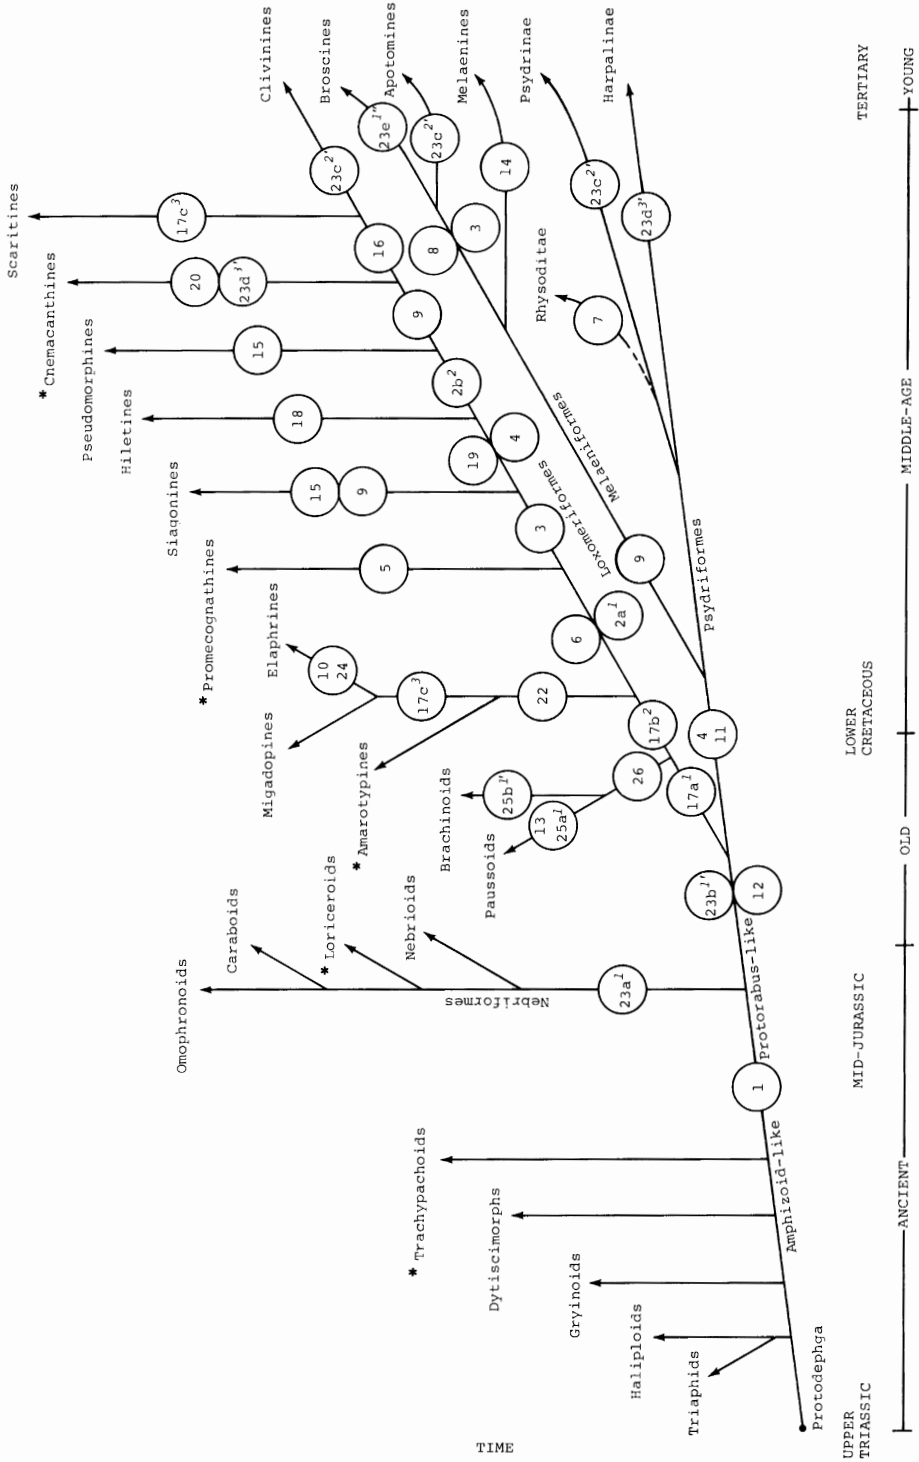 Scaritines
* Cnemacanthines
Pseudomorphines
Hiletines
Siagonines
* Promecognathines
Elaphrines
Migadopines
* Amarotypines
Brachinoids
Paussoids
Nebrioids
* Loriceroids
Caraboids
Omophronoids
* Trachypachoids
Dytiscimorphs
Gryinoids
Haliploids
Triaphids
Protodephga
Clivinines
Broscines
Apotomines
Melaenines
Psydrinae
Harpalinae
Rhysoditae
17c³
20
23d³'
15
18
15
9
5
10
24
17c³
22
25b¹'
13
25a¹
26
17a¹
17b²
6
2a¹
3
19
4
2b²
9
16
23c²'
23e¹"
23c²'
8
3
14
23c²'
23d³'
7
9
4
11
23b¹'
12
23a¹
1
Loxomeriformes
Melaeniformes
Psydriformes
Nebriformes
Protorabus-like
Amphizoid-like
TIME
UPPER
TRIASSIC
MID-JURASSIC
LOWER
CRETACEOUS
TERTIARY
ANCIENT
OLD
MIDDLE-AGE
YOUNG